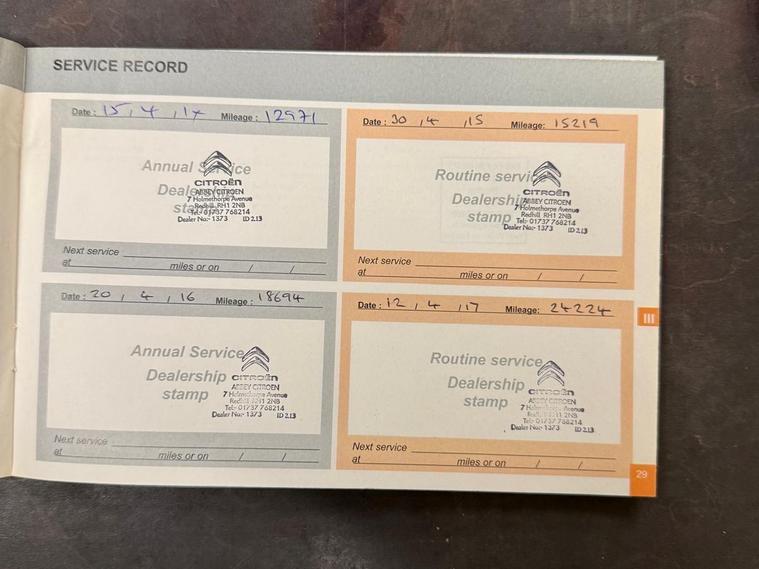 SERVICE RECORD
Date : 15, 4, 14 Mileage : 12971
Annual Service
Dealership
stamp
CITROËN
ABBEY CITROEN
7 Holmethorpe Avenue
Redhill RH1 2NB
Tel:- 01737 768214
Dealer No:- 1373 ID 2.13
Next service
at miles or on / /
Date : 30, 4, 15 Mileage: 15219
Routine service
Dealership
stamp
CITROËN
ABBEY CITROEN
7 Holmethorpe Avenue
Redhill RH1 2NB
Tel:- 01737 768214
Dealer No:- 1373 ID 2.13
Next service
at miles or on / /
Date : 20, 4, 16 Mileage : 18694
Annual Service
Dealership
stamp
CITROËN
ABBEY CITROEN
7 Holmethorpe Avenue
Redhill RH1 2NB
Tel:- 01737 768214
Dealer No:- 1373 ID 2.13
Next service
at miles or on / /
Date : 12, 4, 17 Mileage: 24224
Routine service
Dealership
stamp
CITROËN
ABBEY CITROEN
7 Holmethorpe Avenue
Redhill RH1 2NB
Tel:- 01737 768214
Dealer No:- 1373 ID 2.13
Next service
at miles or on / /
III
29